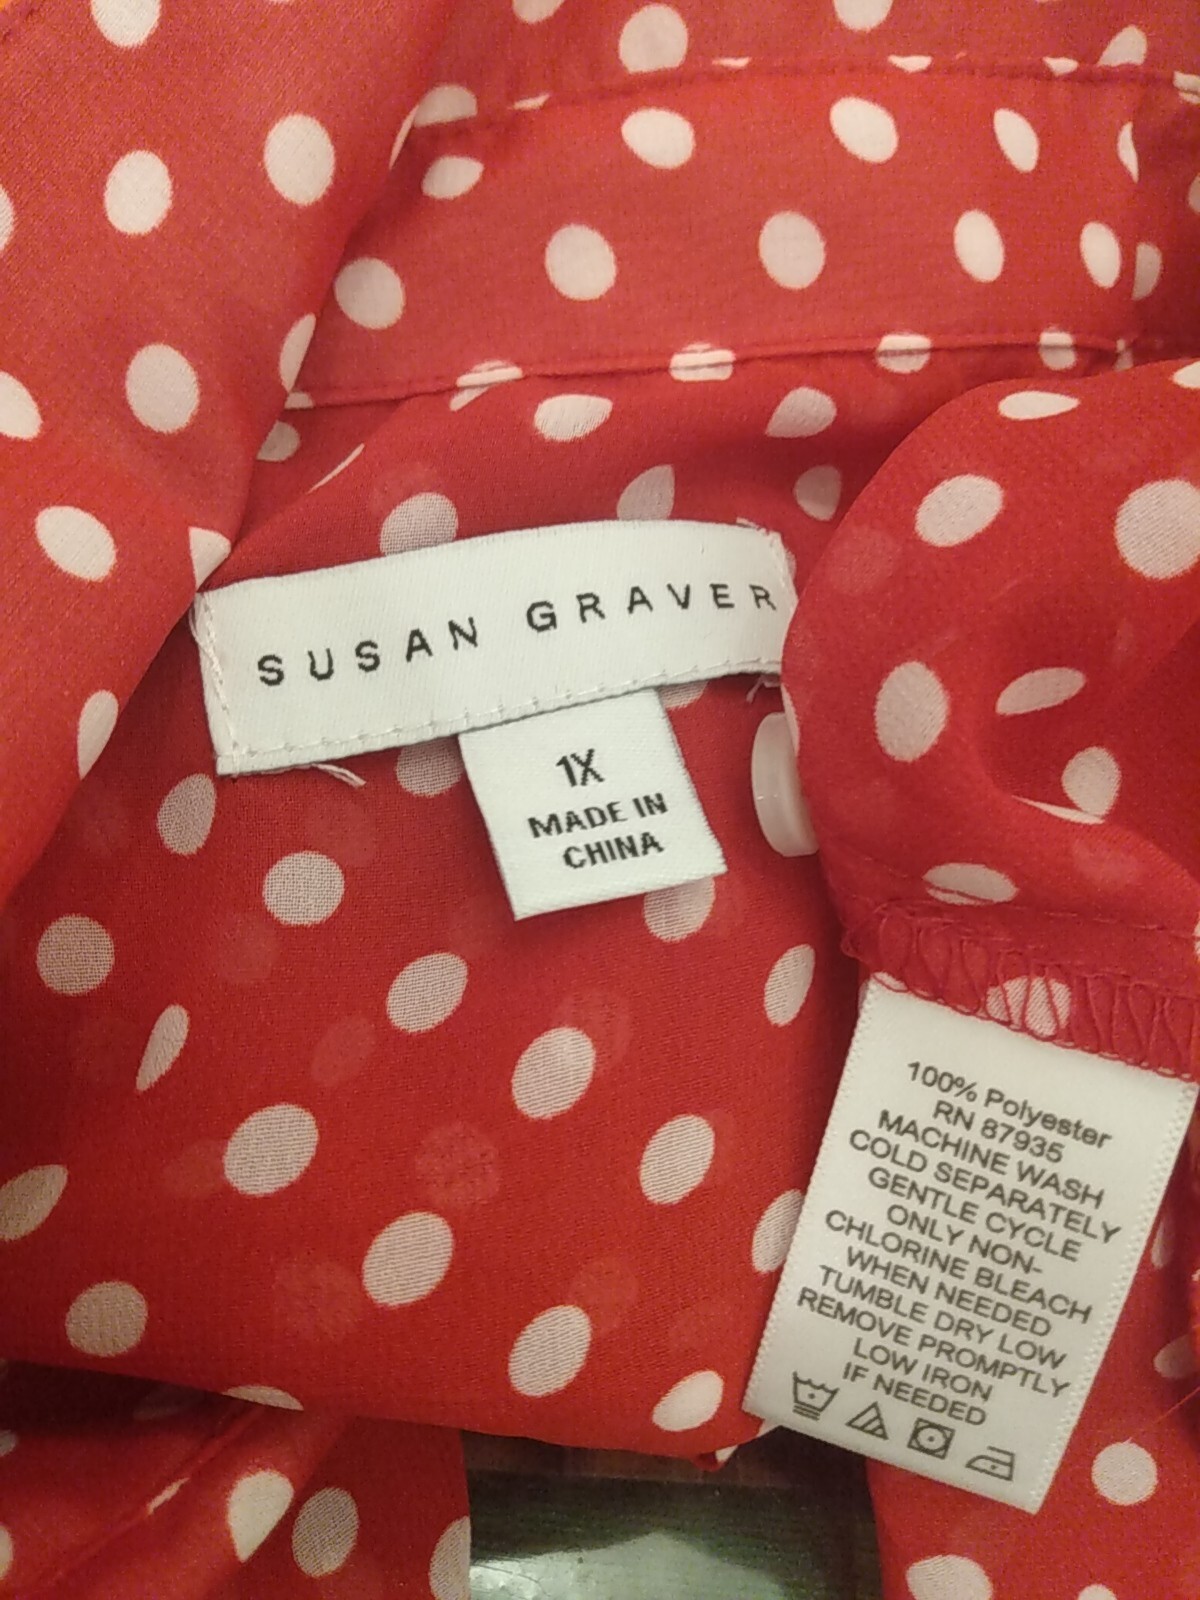 SUSAN GRAVER
1X
MADE IN
CHINA
100% Polyester
RN 87935
MACHINE WASH
COLD SEPARATELY
GENTLE CYCLE
ONLY NON-
CHLORINE BLEACH
WHEN NEEDED
TUMBLE DRY LOW
REMOVE PROMPTLY
LOW IRON
IF NEEDED